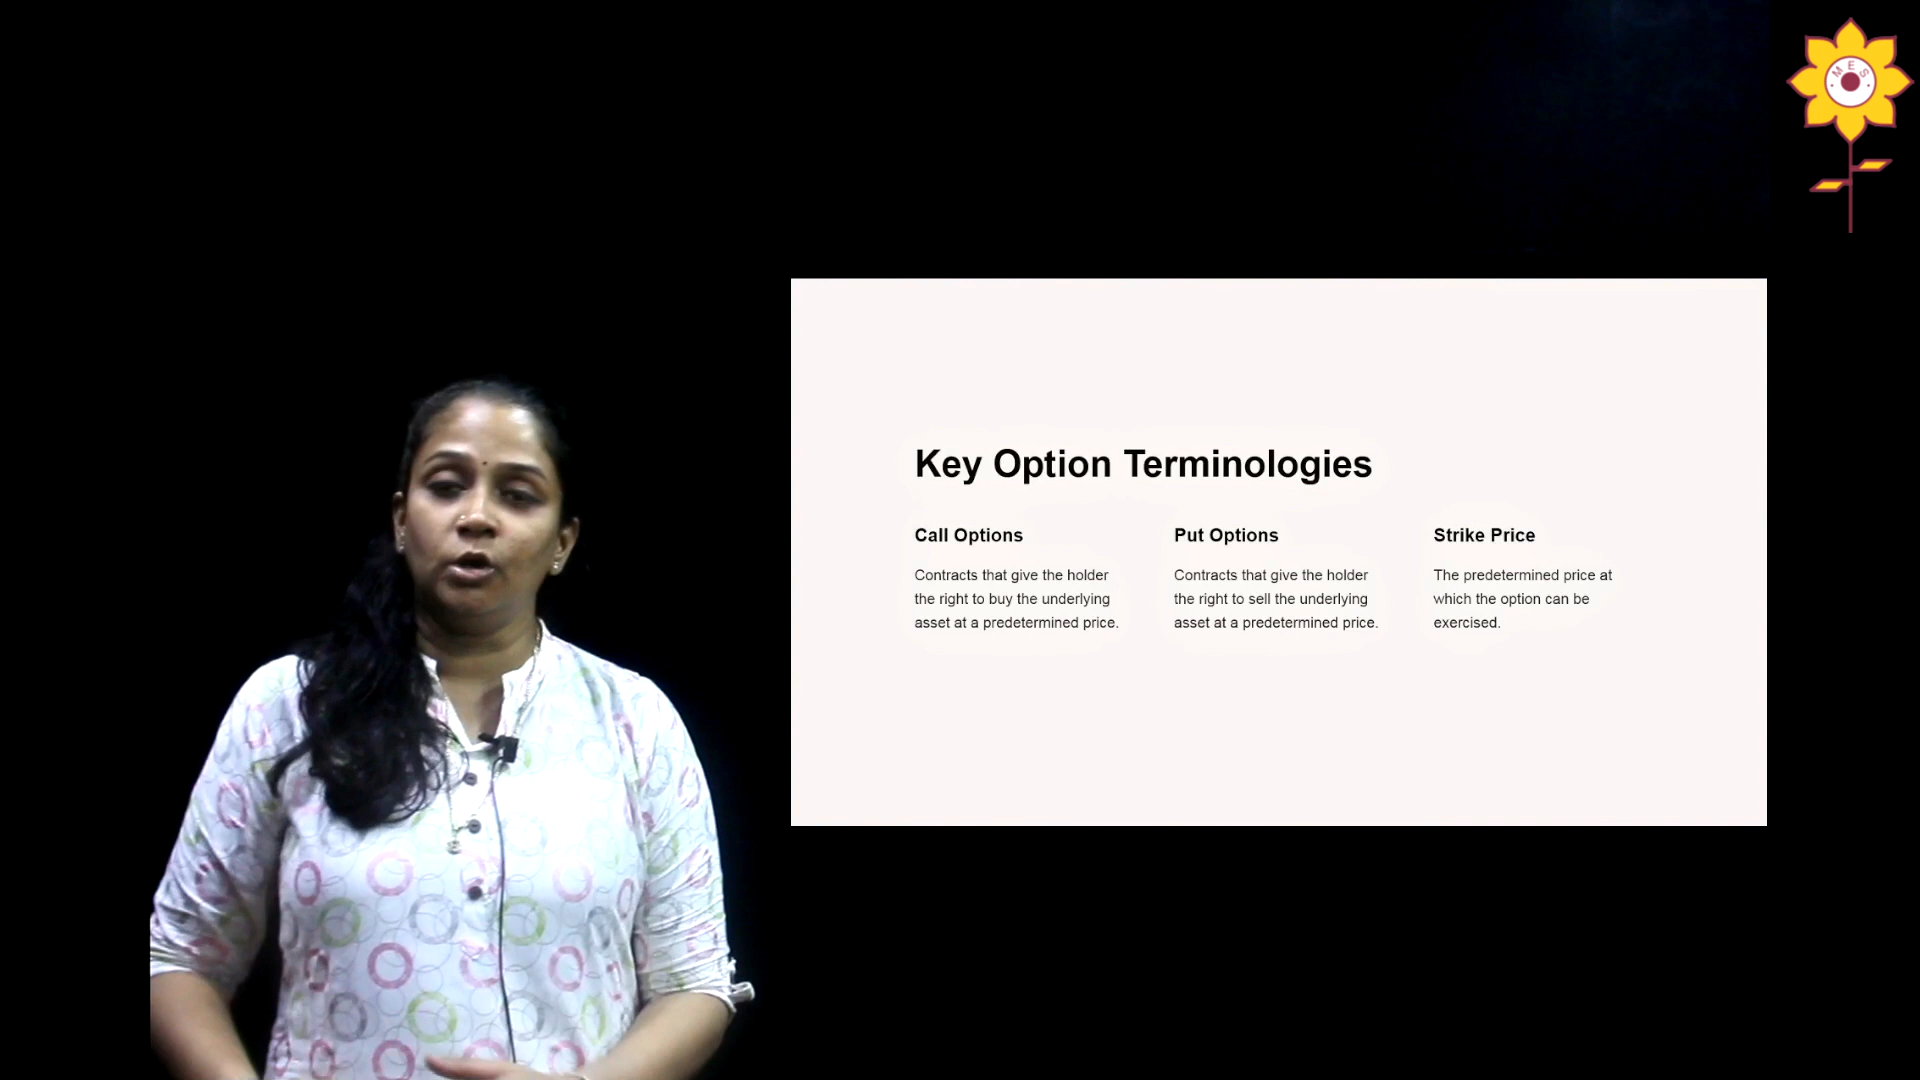 MES
Key Option Terminologies
Call Options
Contracts that give the holder
the right to buy the underlying
asset at a predetermined price.
Put Options
Contracts that give the holder
the right to sell the underlying
asset at a predetermined price.
Strike Price
The predetermined price at
which the option can be
exercised.